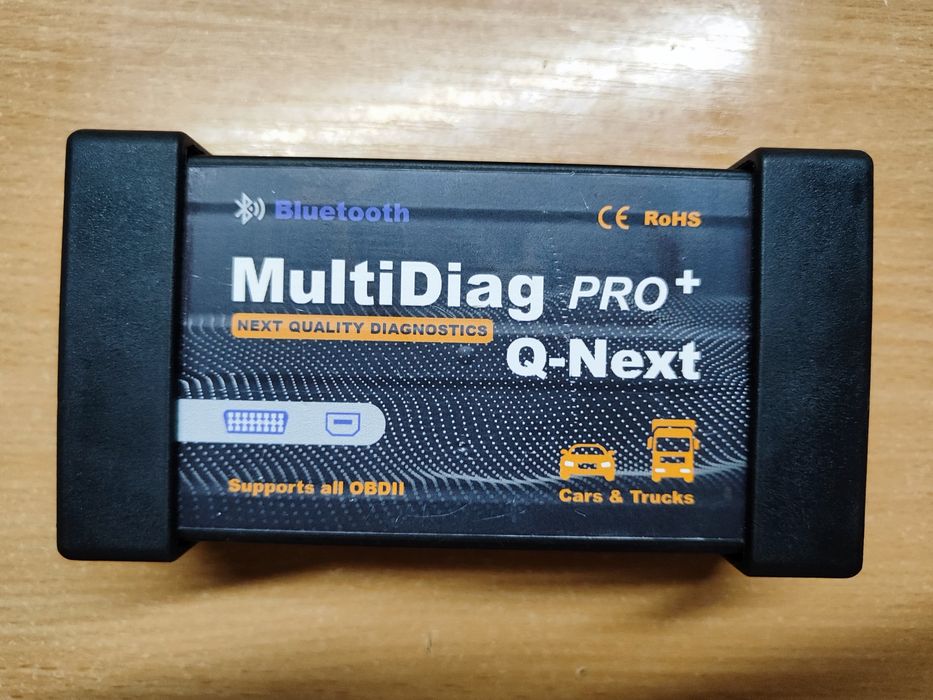 Bluetooth
CE RoHS
MultiDiag PRO+
NEXT QUALITY DIAGNOSTICS
Q-Next
Supports all OBDII
Cars & Trucks